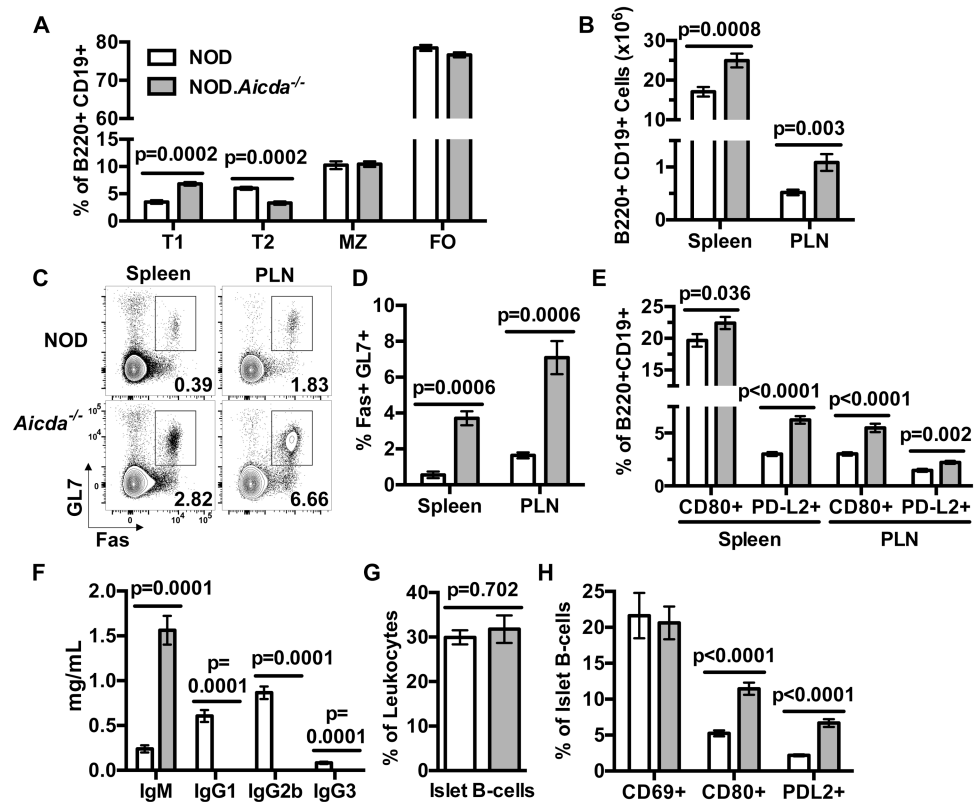 A
% of B220+ CD19+
80
70
60
15
10
5
0
NOD
NOD.Aicda-/-
p=0.0002
p=0.0002
T1
T2
MZ
FO
B
B220+ CD19+ Cells (x10⁶)
30
20
10
1
0
p=0.0008
p=0.003
Spleen
PLN
C
Spleen
PLN
NOD
0.39
1.83
Aicda-/-
10⁵
10⁴
0
2.82
6.66
0
10⁴
10⁵
GL7
Fas
D
% Fas+ GL7+
10
8
6
4
2
0
p=0.0006
p=0.0006
Spleen
PLN
E
% of B220+CD19+
25
20
15
5
0
p=0.036
p<0.0001
p<0.0001
p=0.002
CD80+
PD-L2+
CD80+
PD-L2+
Spleen
PLN
F
mg/mL
2.0
1.5
1.0
0.5
0.0
p=0.0001
p=
0.0001
p=0.0001
p=
0.0001
IgM
IgG1
IgG2b
IgG3
G
% of Leukocytes
40
30
20
10
0
p=0.702
Islet B-cells
H
% of Islet B-cells
25
20
15
10
5
0
p<0.0001
p<0.0001
CD69+
CD80+
PDL2+